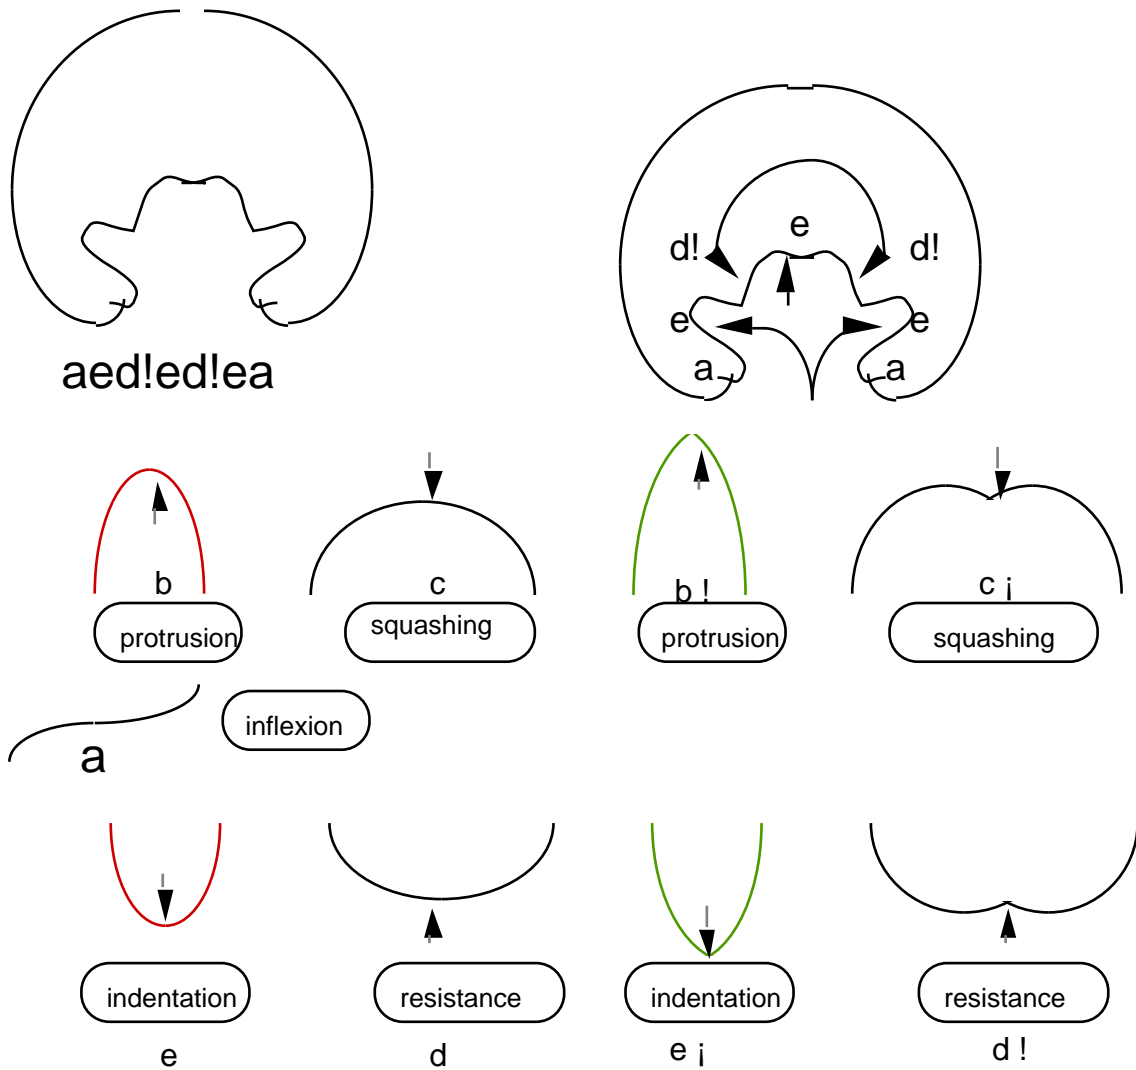 e
d! d!
e e
aed!ed!ea
a a
b c b ! c ¡
protrusion squashing protrusion squashing
inflexion
a
indentation resistance indentation resistance
e d e ¡ d !